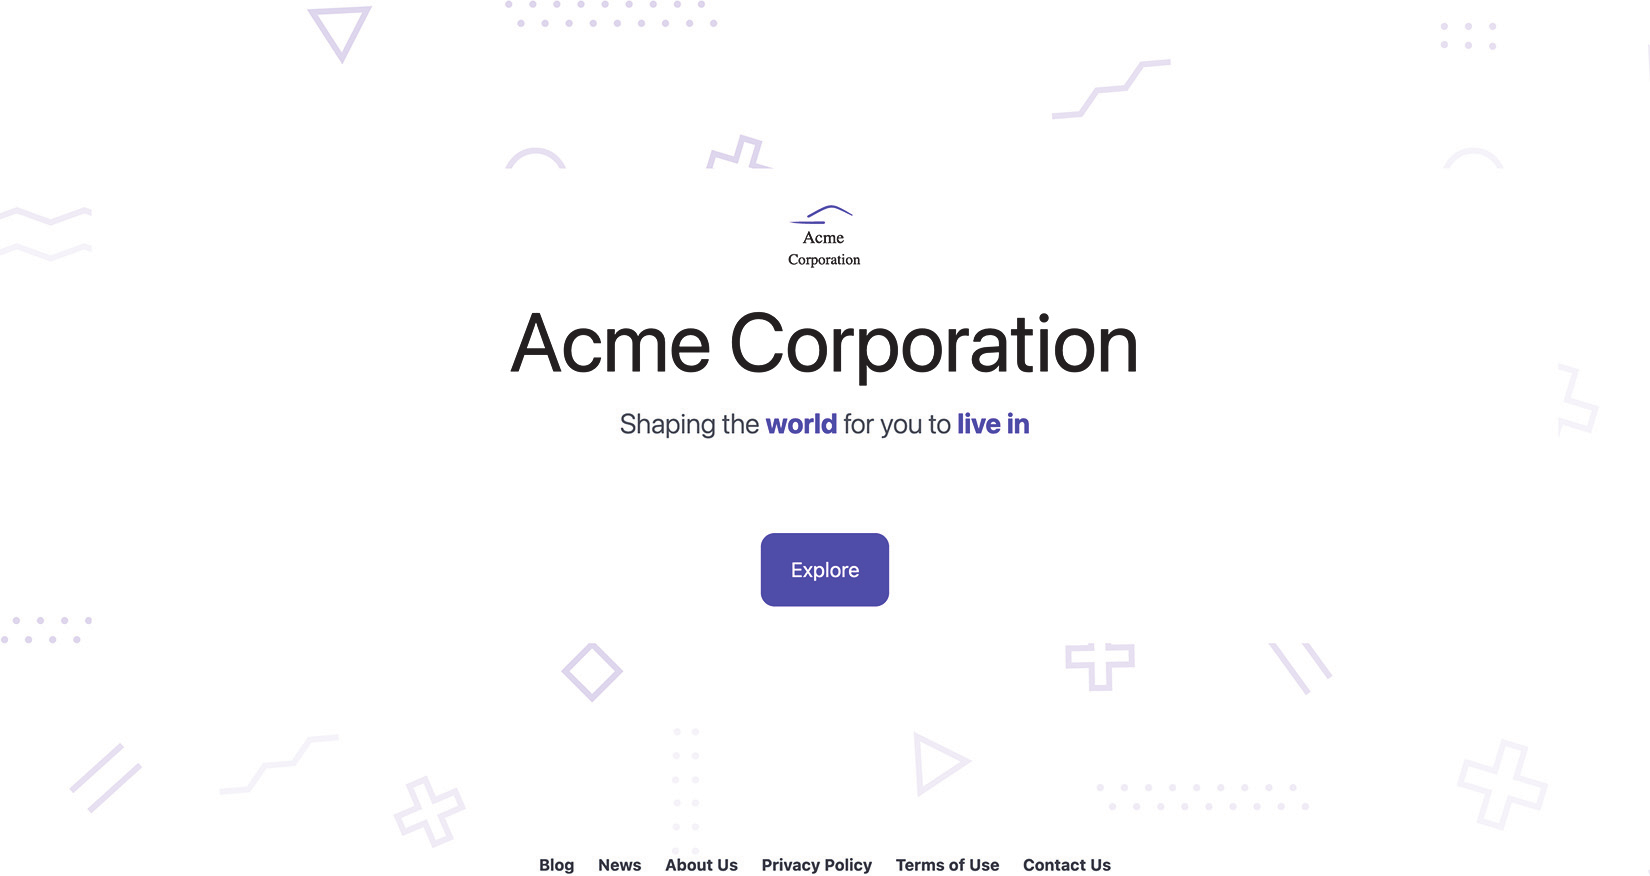 Acme
Corporation
Acme Corporation
Shaping the world for you to live in
Explore
Blog News About Us Privacy Policy Terms of Use Contact Us